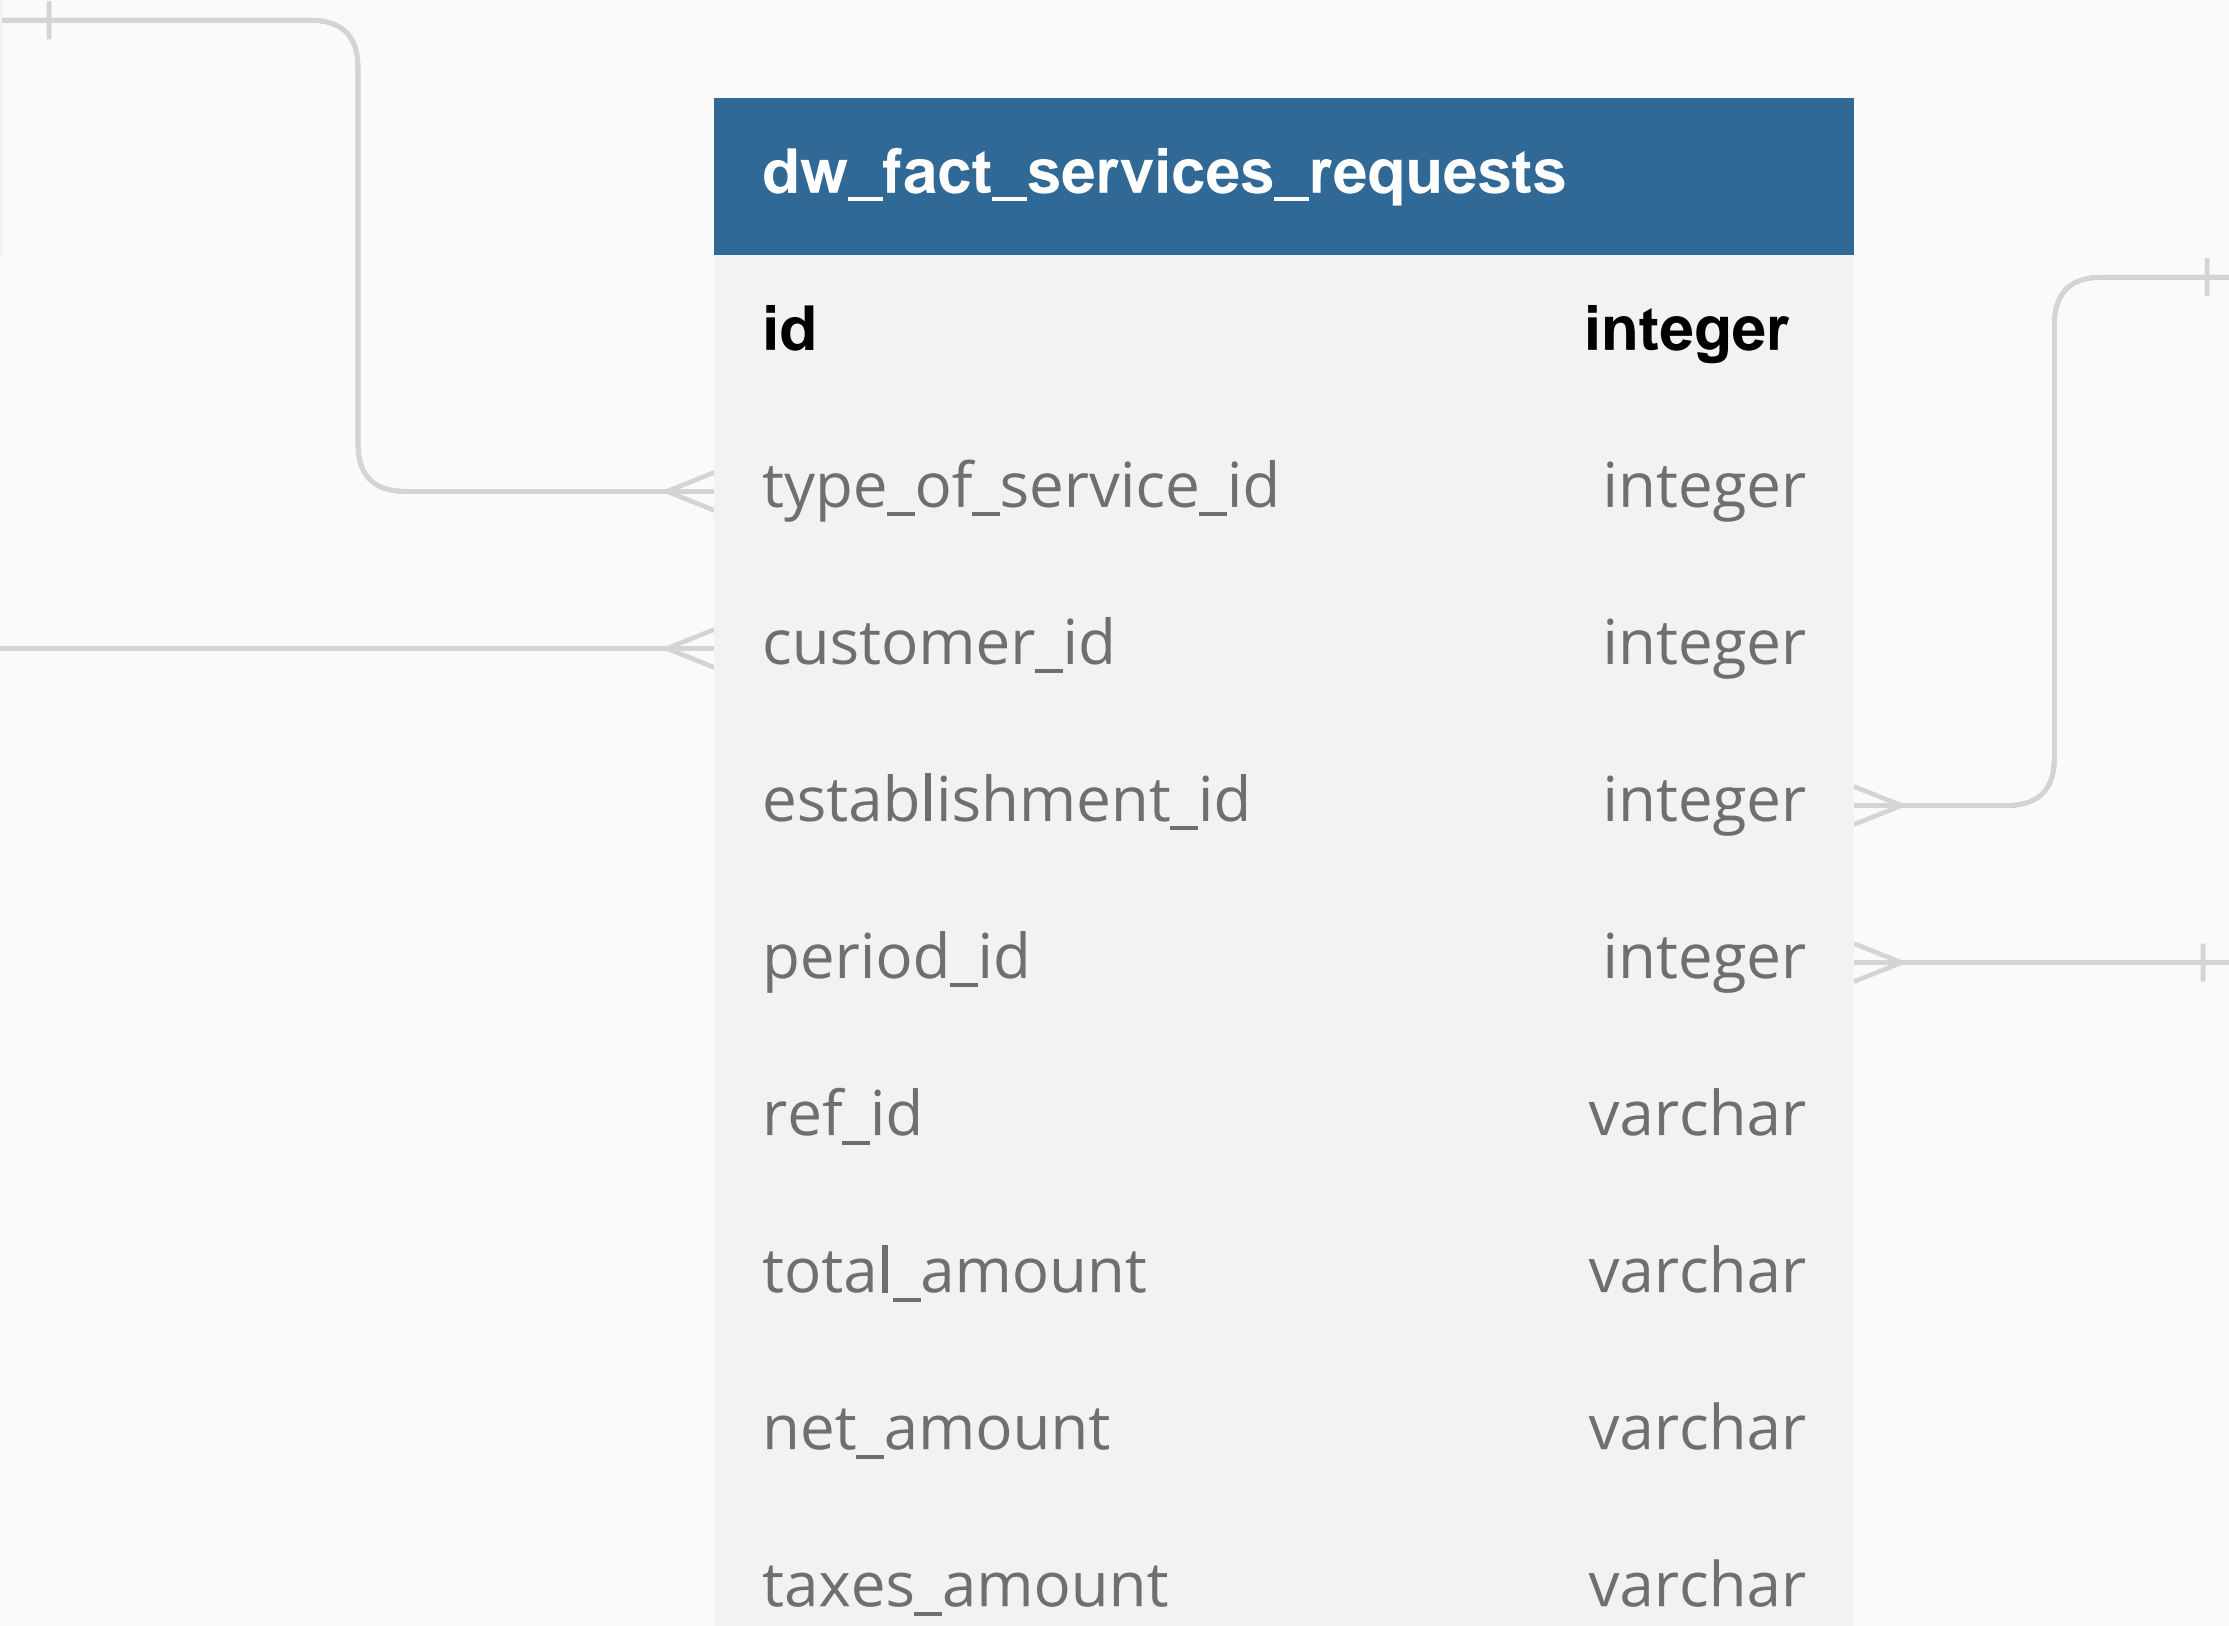 dw_fact_services_requests
id integer
type_of_service_id integer
customer_id integer
establishment_id integer
period_id integer
ref_id varchar
total_amount varchar
net_amount varchar
taxes_amount varchar